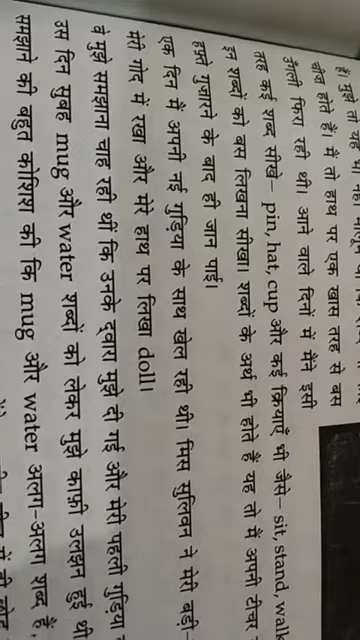 हैं, मुझे तो यह भी नहीं मालूम
चीज़ होते हैं। मैं तो हाथ पर एक खास तरह से बस
उँगली फिरा रही थी। आने वाले दिनों में मैंने इसी
तरह कई शब्द सीखे– pin, hat, cup और कई क्रियाएँ भी जैसे– sit, stand, wal
इन शब्दों को बस लिखना सीखा। शब्दों के अर्थ भी होते हैं यह तो मैं अपनी टीचर
हफ़्ते गुज़ारने के बाद ही जान पाई।
एक दिन मैं अपनी नई गुड़िया के साथ खेल रही थी। मिस सुलिवन ने मेरी बड़ी-
मेरी गोद में रखा और मेरे हाथ पर लिखा doll।
वे मुझे समझाना चाह रही थीं कि उनके द्वारा मुझे दी गई और मेरी पहली गुड़िया
उस दिन सुबह mug और water शब्दों को लेकर मुझे काफ़ी उलझन हुई थी
समझाने की बहुत कोशिश की कि mug और water अलग-अलग शब्द हैं,